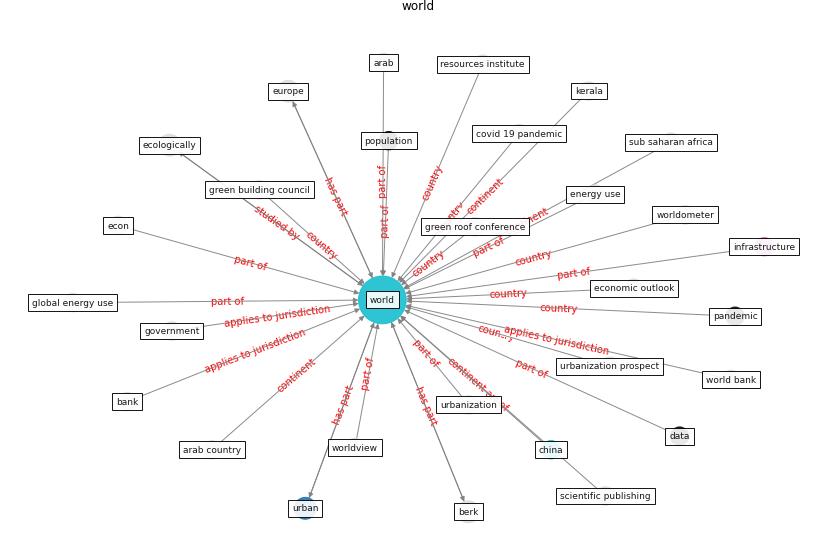 world
arab
resources institute
europe
kerala
covid 19 pandemic
population
sub saharan africa
ecologically
has part
part of
country
continent
green building council
energy use
studied by
country
part of
green roof conference
worldometer
econ
country
part of
country
infrastructure
part of
part of
world
country
economic outlook
global energy use
part of
applies to jurisdiction
country
pandemic
government
applies to jurisdiction
applies to jurisdiction
part of
part of
urbanization prospect
continent
world bank
bank
has part
part of
has part
urbanization
data
arab country
worldview
china
scientific publishing
urban
berk